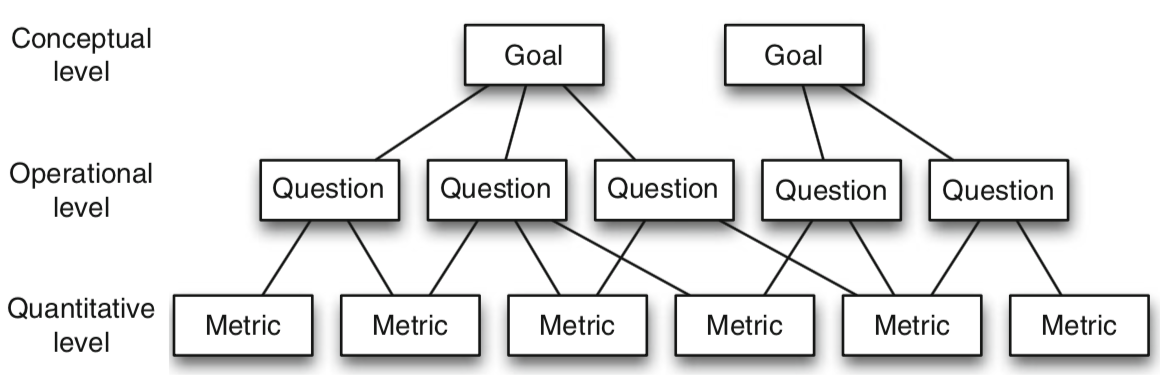 Conceptual
level
Goal Goal
Operational
level
Question Question Question Question Question
Quantitative
level
Metric Metric Metric Metric Metric Metric